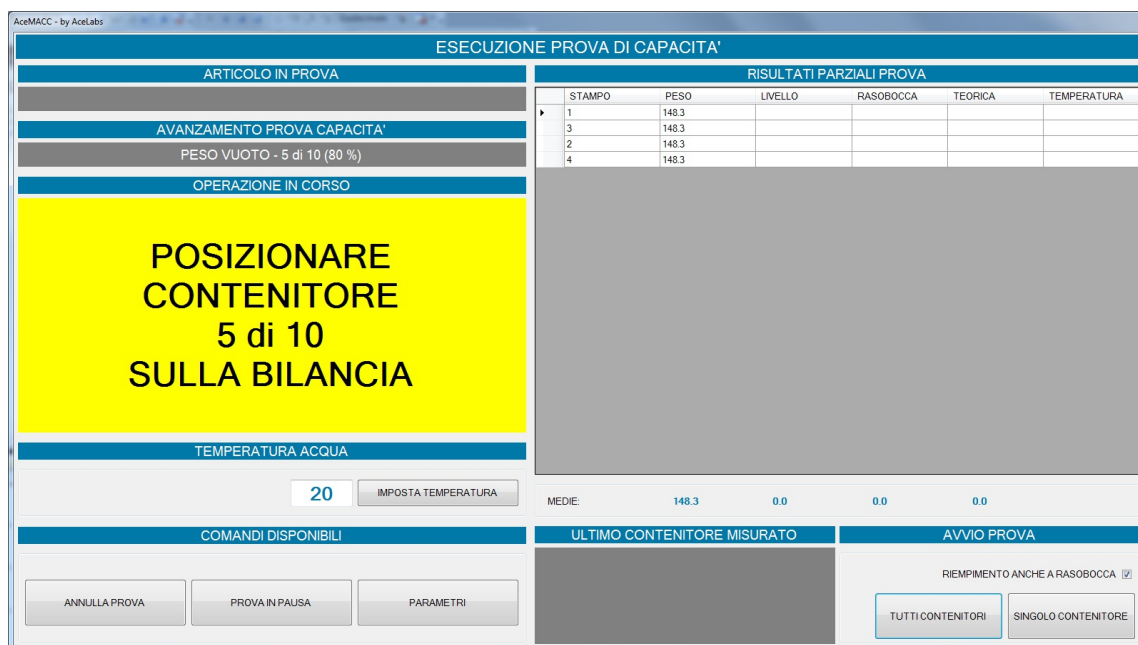 AceMACC - by AceLabs
ESECUZIONE PROVA DI CAPACITA'
ARTICOLO IN PROVA
AVANZAMENTO PROVA CAPACITA'
PESO VUOTO - 5 di 10 (80 %)
OPERAZIONE IN CORSO
POSIZIONARE
CONTENITORE
5 di 10
SULLA BILANCIA
TEMPERATURA ACQUA
20 IMPOSTA TEMPERATURA
COMANDI DISPONIBILI
ANNULLA PROVA PROVA IN PAUSA PARAMETRI
RISULTATI PARZIALI PROVA
STAMPO PESO LIVELLO RASOBOCCA TEORICA TEMPERATURA
1 148.3
3 148.3
2 148.3
4 148.3
MEDIE: 148.3 0.0 0.0 0.0
ULTIMO CONTENITORE MISURATO
AVVIO PROVA
RIEMPIMENTO ANCHE A RASOBOCCA
TUTTI CONTENITORI SINGOLO CONTENITORE